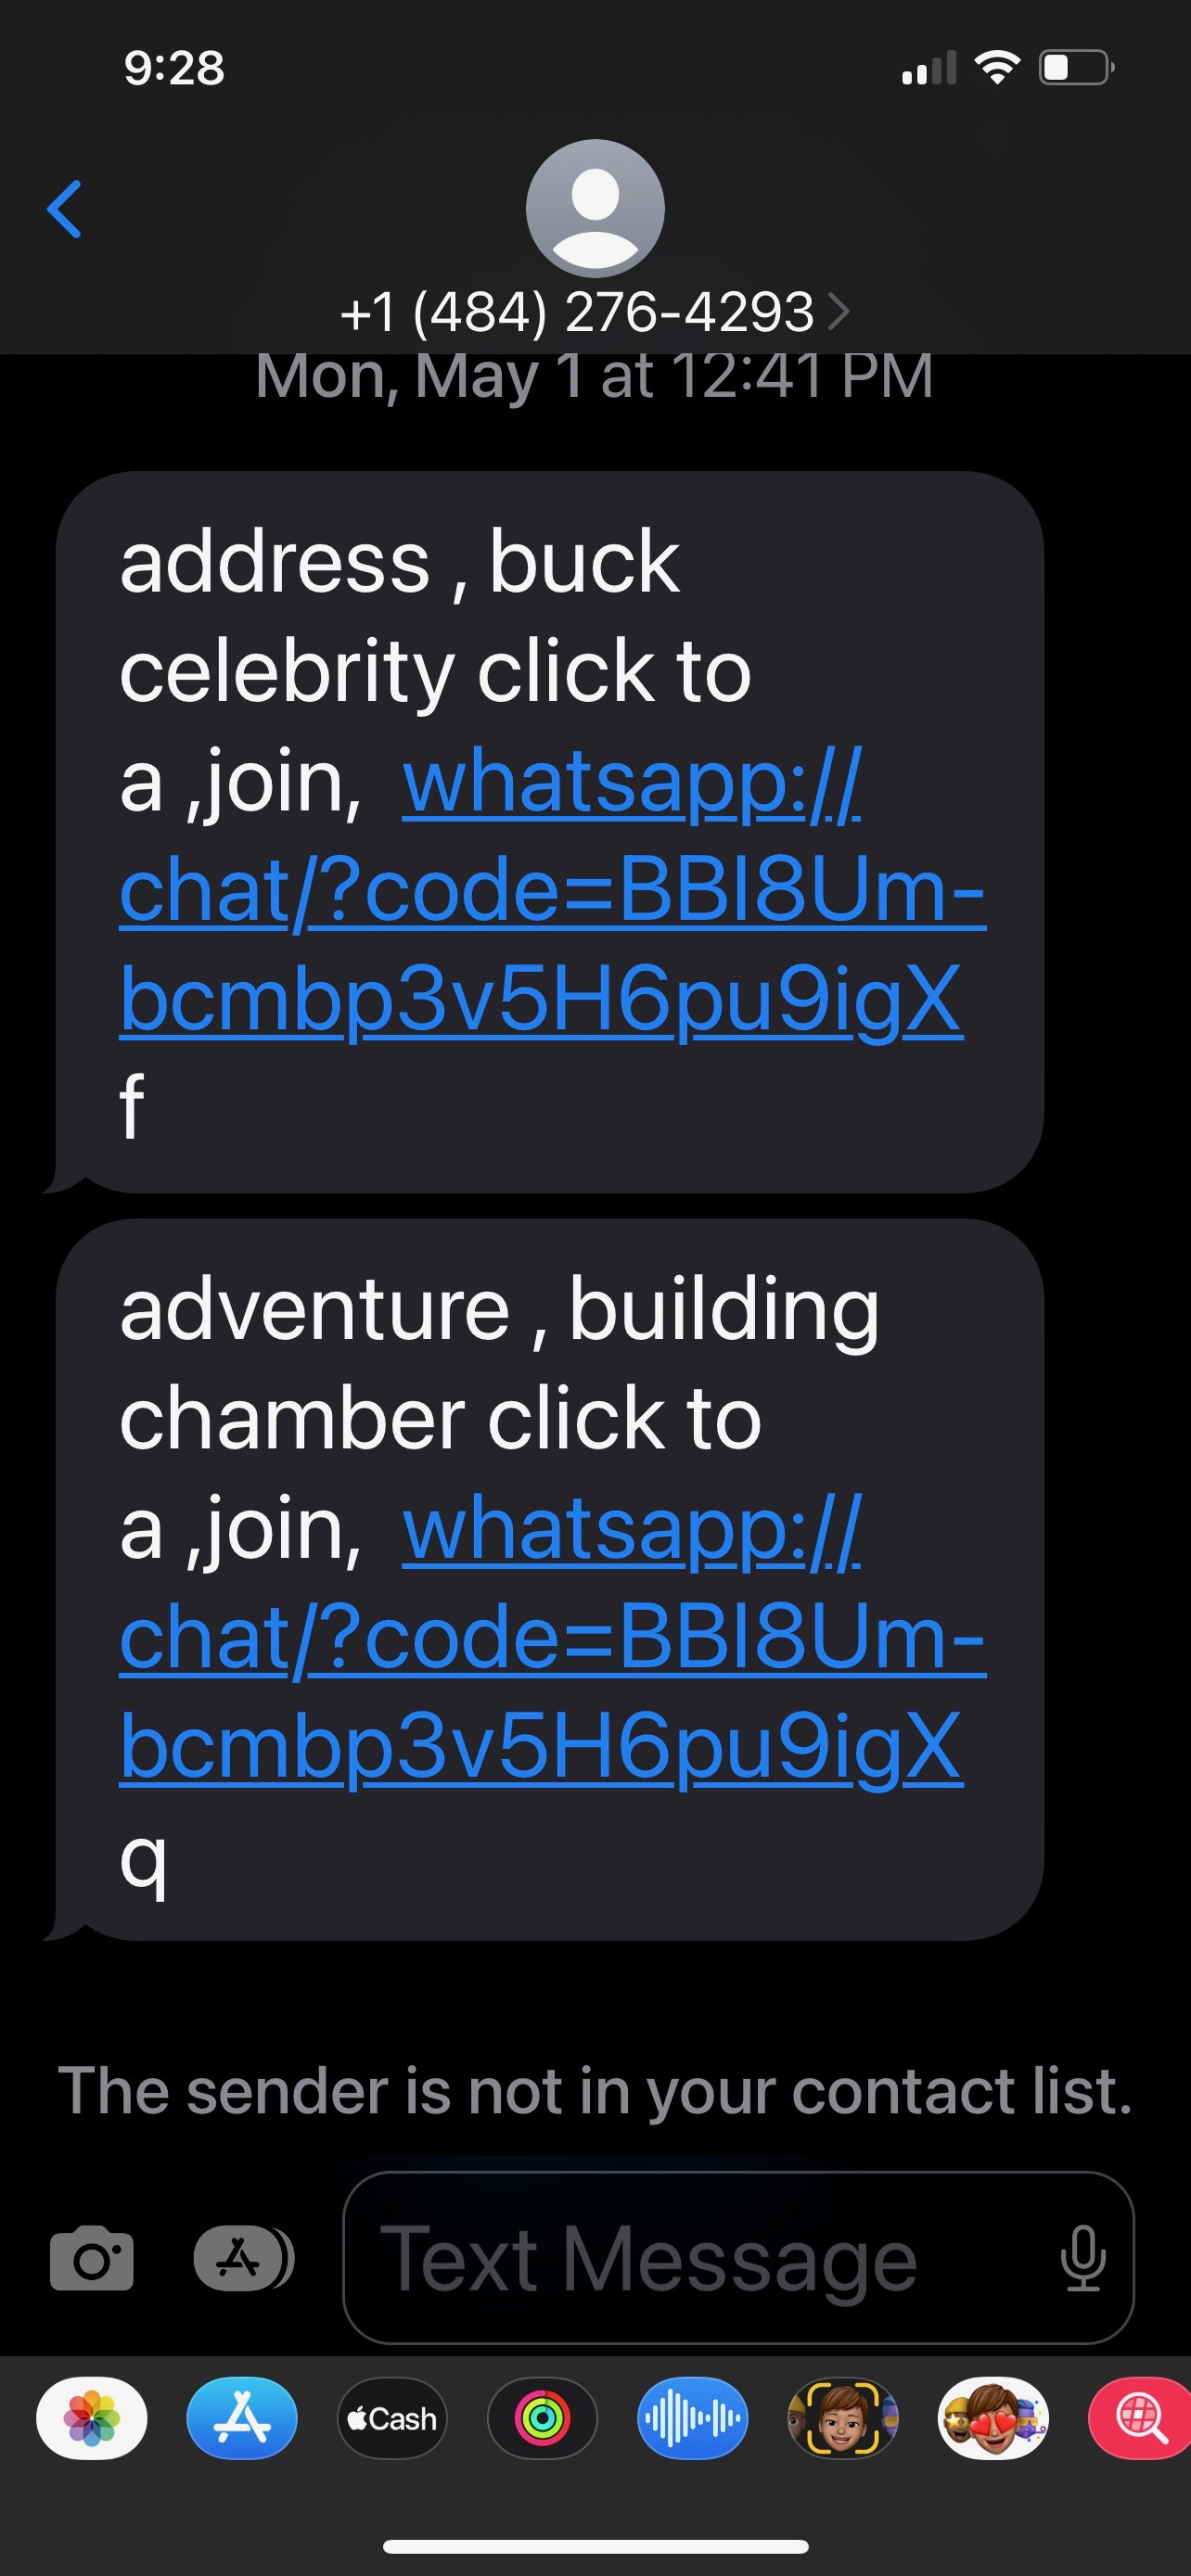 9:28
+1 (484) 276-4293
Mon, May 1 at 12:41 PM
address , buck
celebrity click to
a ,join,  whatsapp://
chat/?code=BBI8Um-
bcmbp3v5H6pu9igX
f
adventure , building
chamber click to
a ,join,  whatsapp://
chat/?code=BBI8Um-
bcmbp3v5H6pu9igX
q
The sender is not in your contact list.
Text Message
Cash